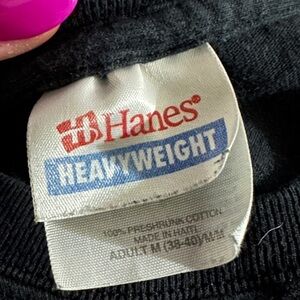 Hanes®
HEAVYWEIGHT
100% PRESHRUNK COTTON
MADE IN HAITI
ADULT M (38-40)/M/M